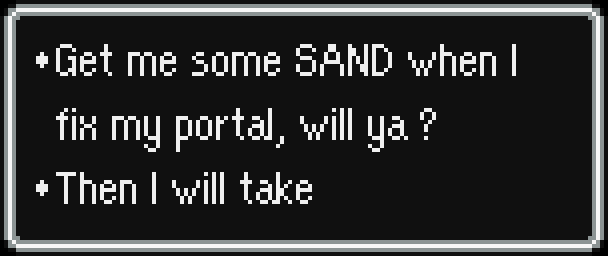 •Get me some SAND when I
fix my portal, will ya ?
•Then I will take